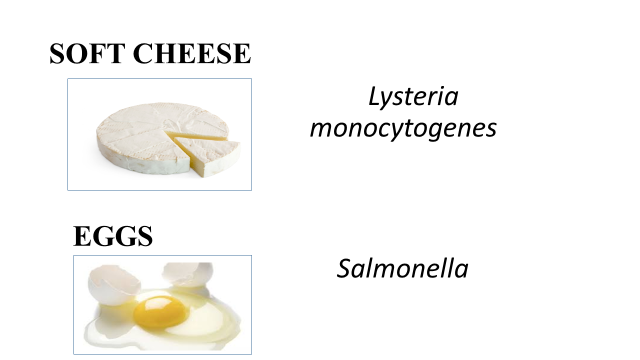 SOFT CHEESE
Lysteria
monocytogenes
EGGS
Salmonella